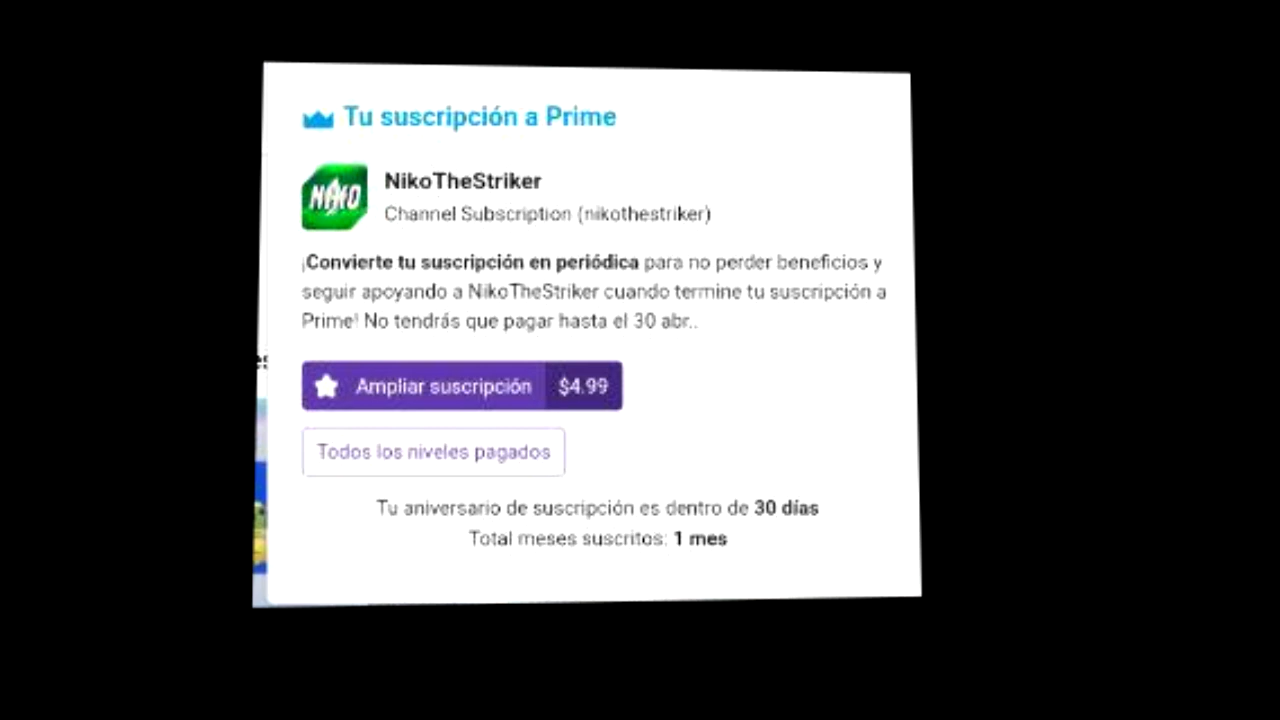 Tu suscripción a Prime
NIKO
NikoTheStriker
Channel Subscription (nikothestriker)
¡Convierte tu suscripción en periódica para no perder beneficios y
seguir apoyando a NikoTheStriker cuando termine tu suscripción a
Prime! No tendrás que pagar hasta el 30 abr..
Ampliar suscripción $4.99
Todos los niveles pagados
Tu aniversario de suscripción es dentro de 30 días
Total meses suscritos: 1 mes